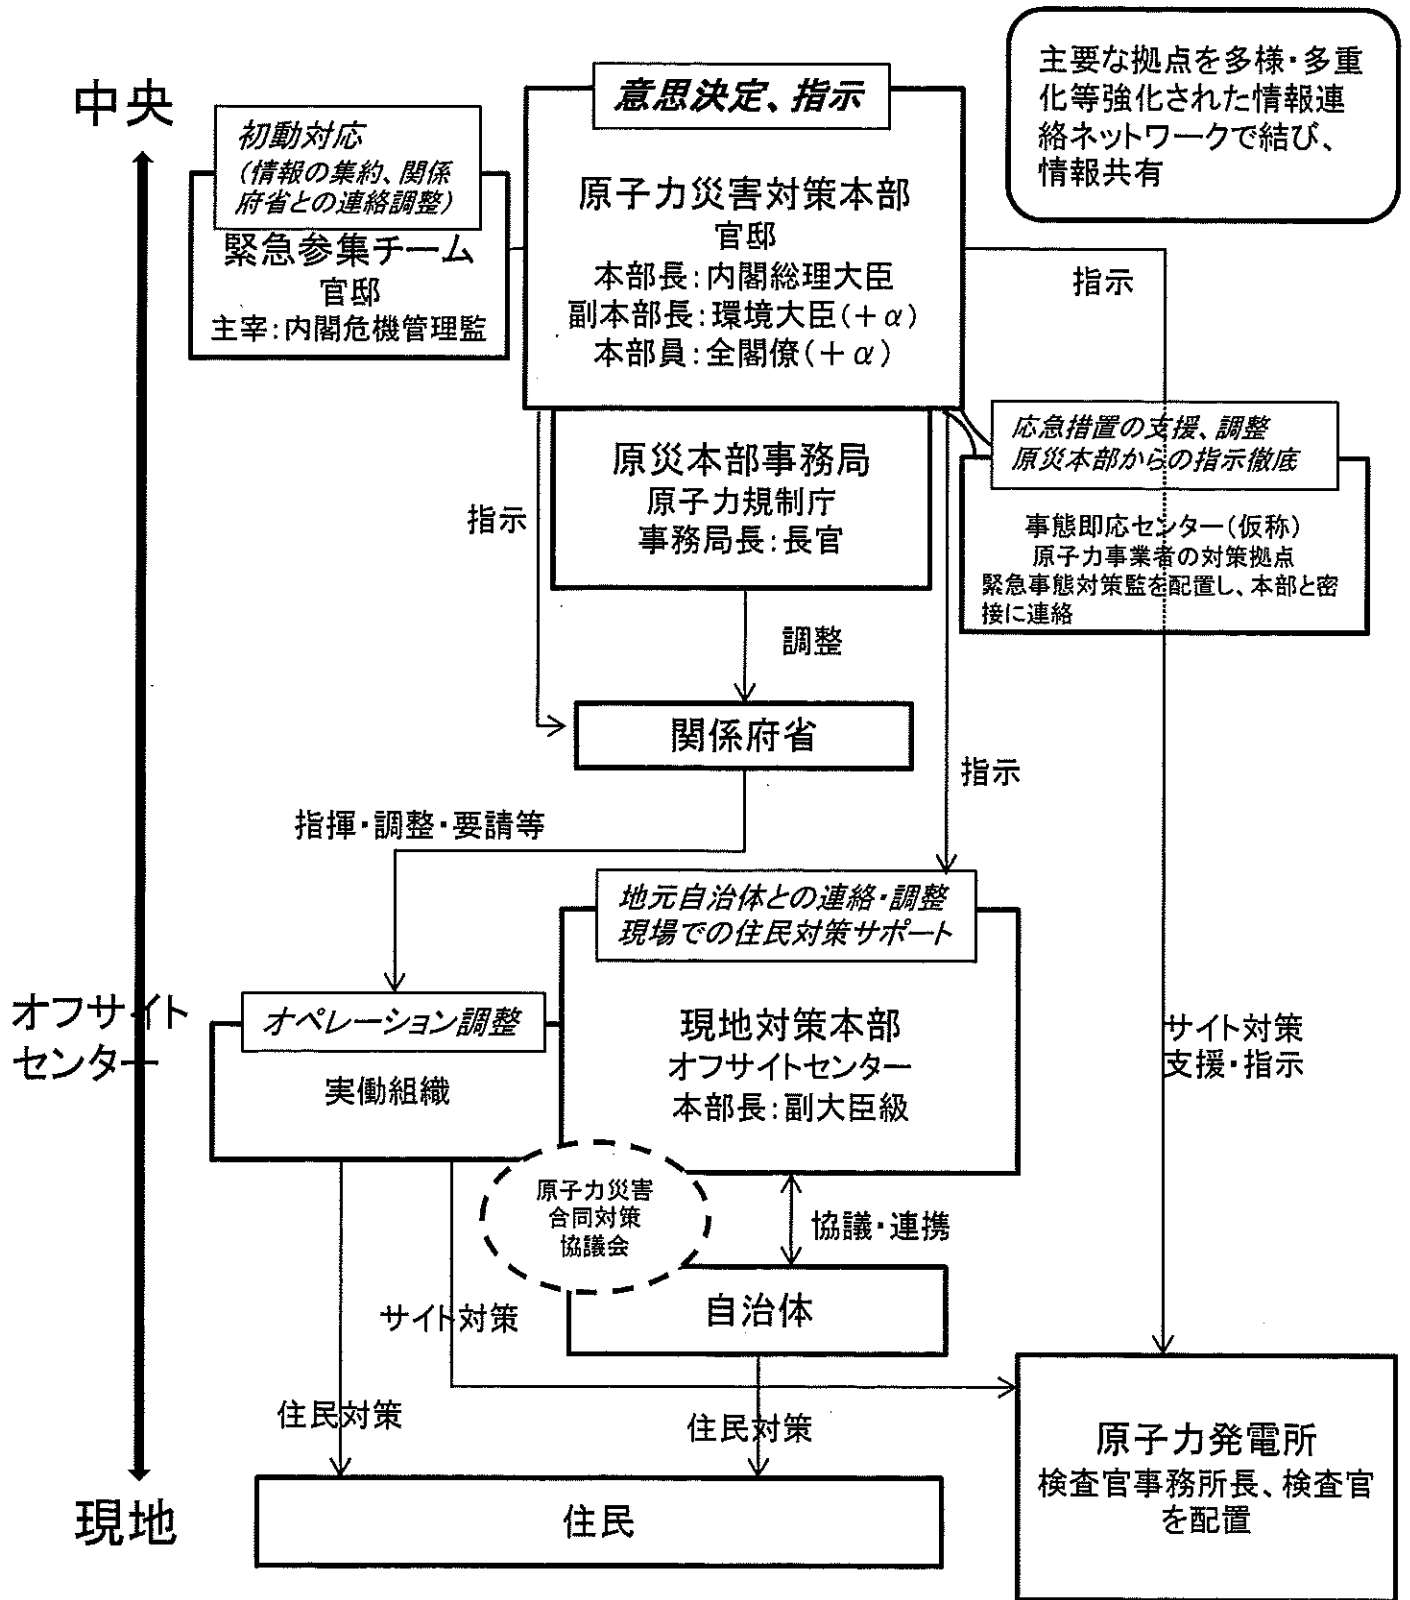 中央
初動対応
(情報の集約、関係
府省との連絡調整)
緊急参集チーム
官邸
主宰:内閣危機管理監
意思決定、指示
原子力災害対策本部
官邸
本部長:内閣総理大臣
副本部長:環境大臣(+α)
本部員:全閣僚(+α)
主要な拠点を多様・多重
化等強化された情報連
絡ネットワークで結び、
情報共有
指示
原災本部事務局
原子力規制庁
事務局長:長官
応急措置の支援、調整
原災本部からの指示徹底
事態即応センター(仮称)
原子力事業者の対策拠点
緊急事態対策監を配置し、本部と密
接に連絡
指示
調整
関係府省
指示
指揮・調整・要請等
地元自治体との連絡・調整
現場での住民対策サポート
オフサイト
センター
オペレーション調整
実働組織
現地対策本部
オフサイトセンター
本部長:副大臣級
サイト対策
支援・指示
原子力災害
合同対策
協議会
協議・連携
サイト対策
自治体
住民対策
住民対策
原子力発電所
検査官事務所長、検査官
を配置
現地
住民